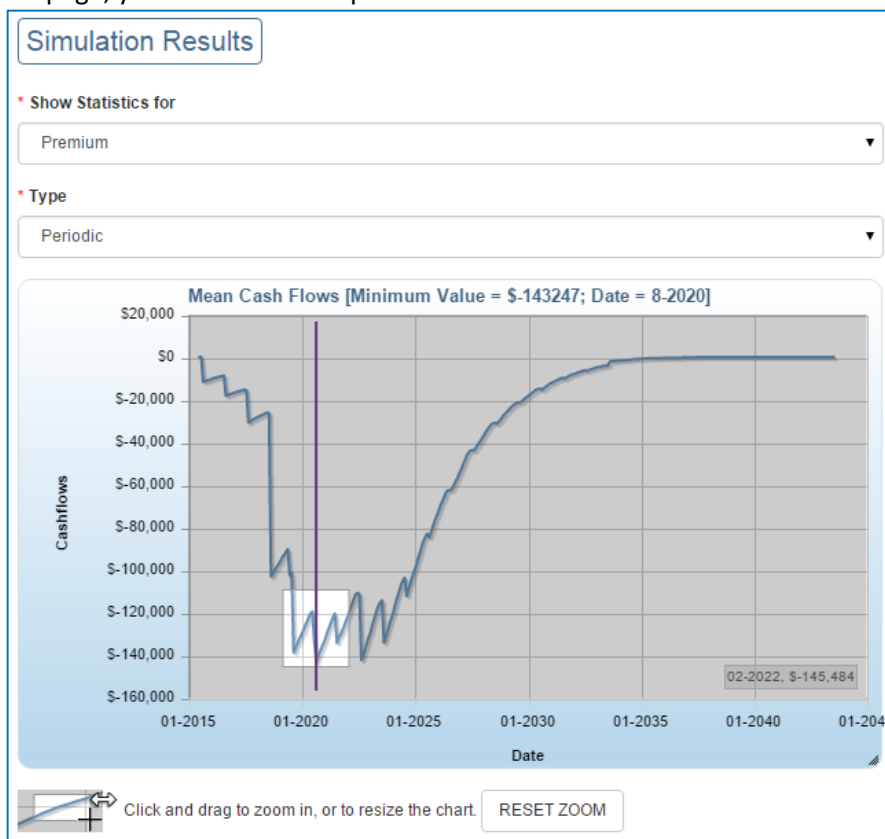 Simulation Results
* Show Statistics for
Premium
* Type
Periodic
Mean Cash Flows [Minimum Value = $-143247; Date = 8-2020]
$20,000
$0
$-20,000
$-40,000
$-60,000
$-80,000
$-100,000
$-120,000
$-140,000
$-160,000
Cashflows
02-2022, $-145,484
01-2015 01-2020 01-2025 01-2030 01-2035 01-2040 01-204
Date
Click and drag to zoom in, or to resize the chart. RESET ZOOM